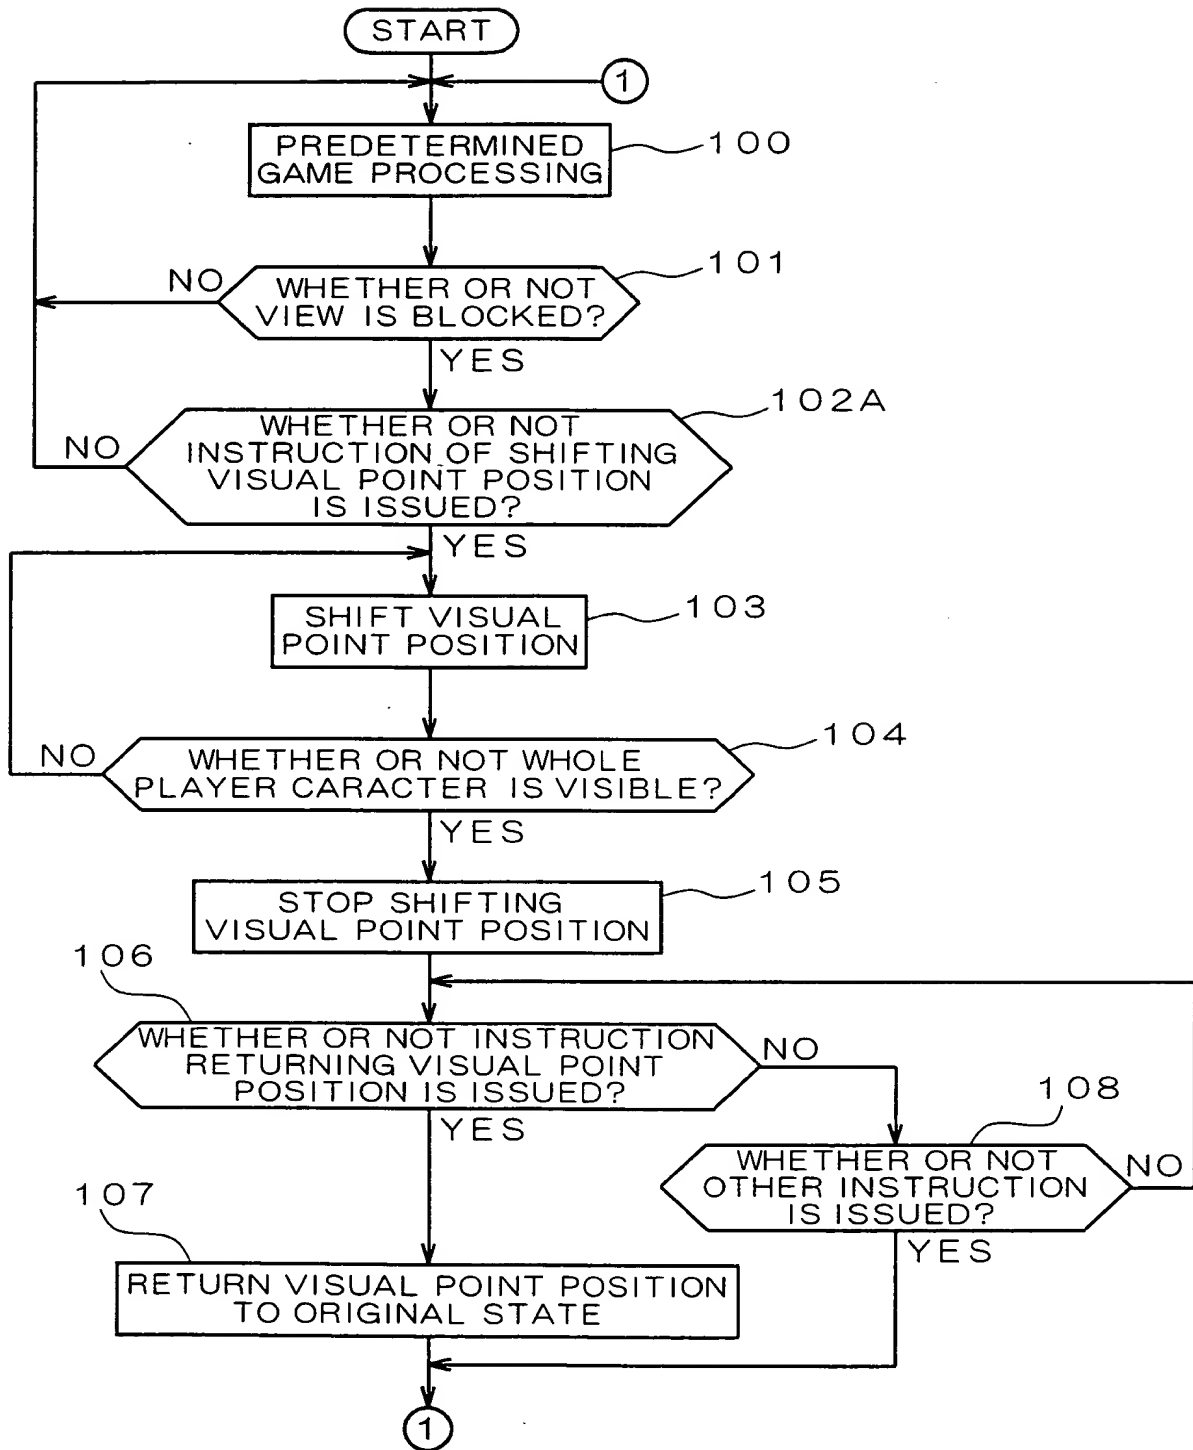 START
1
PREDETERMINED
GAME PROCESSING
100
101
NO
WHETHER OR NOT
VIEW IS BLOCKED?
YES
102A
NO
WHETHER OR NOT
INSTRUCTION OF SHIFTING
VISUAL POINT POSITION
IS ISSUED?
YES
SHIFT VISUAL
POINT POSITION
103
104
NO
WHETHER OR NOT WHOLE
PLAYER CARACTER IS VISIBLE?
YES
105
STOP SHIFTING
VISUAL POINT POSITION
106
WHETHER OR NOT INSTRUCTION
RETURNING VISUAL POINT
POSITION IS ISSUED?
NO
YES
108
WHETHER OR NOT
OTHER INSTRUCTION
IS ISSUED?
NO
YES
107
RETURN VISUAL POINT POSITION
TO ORIGINAL STATE
1